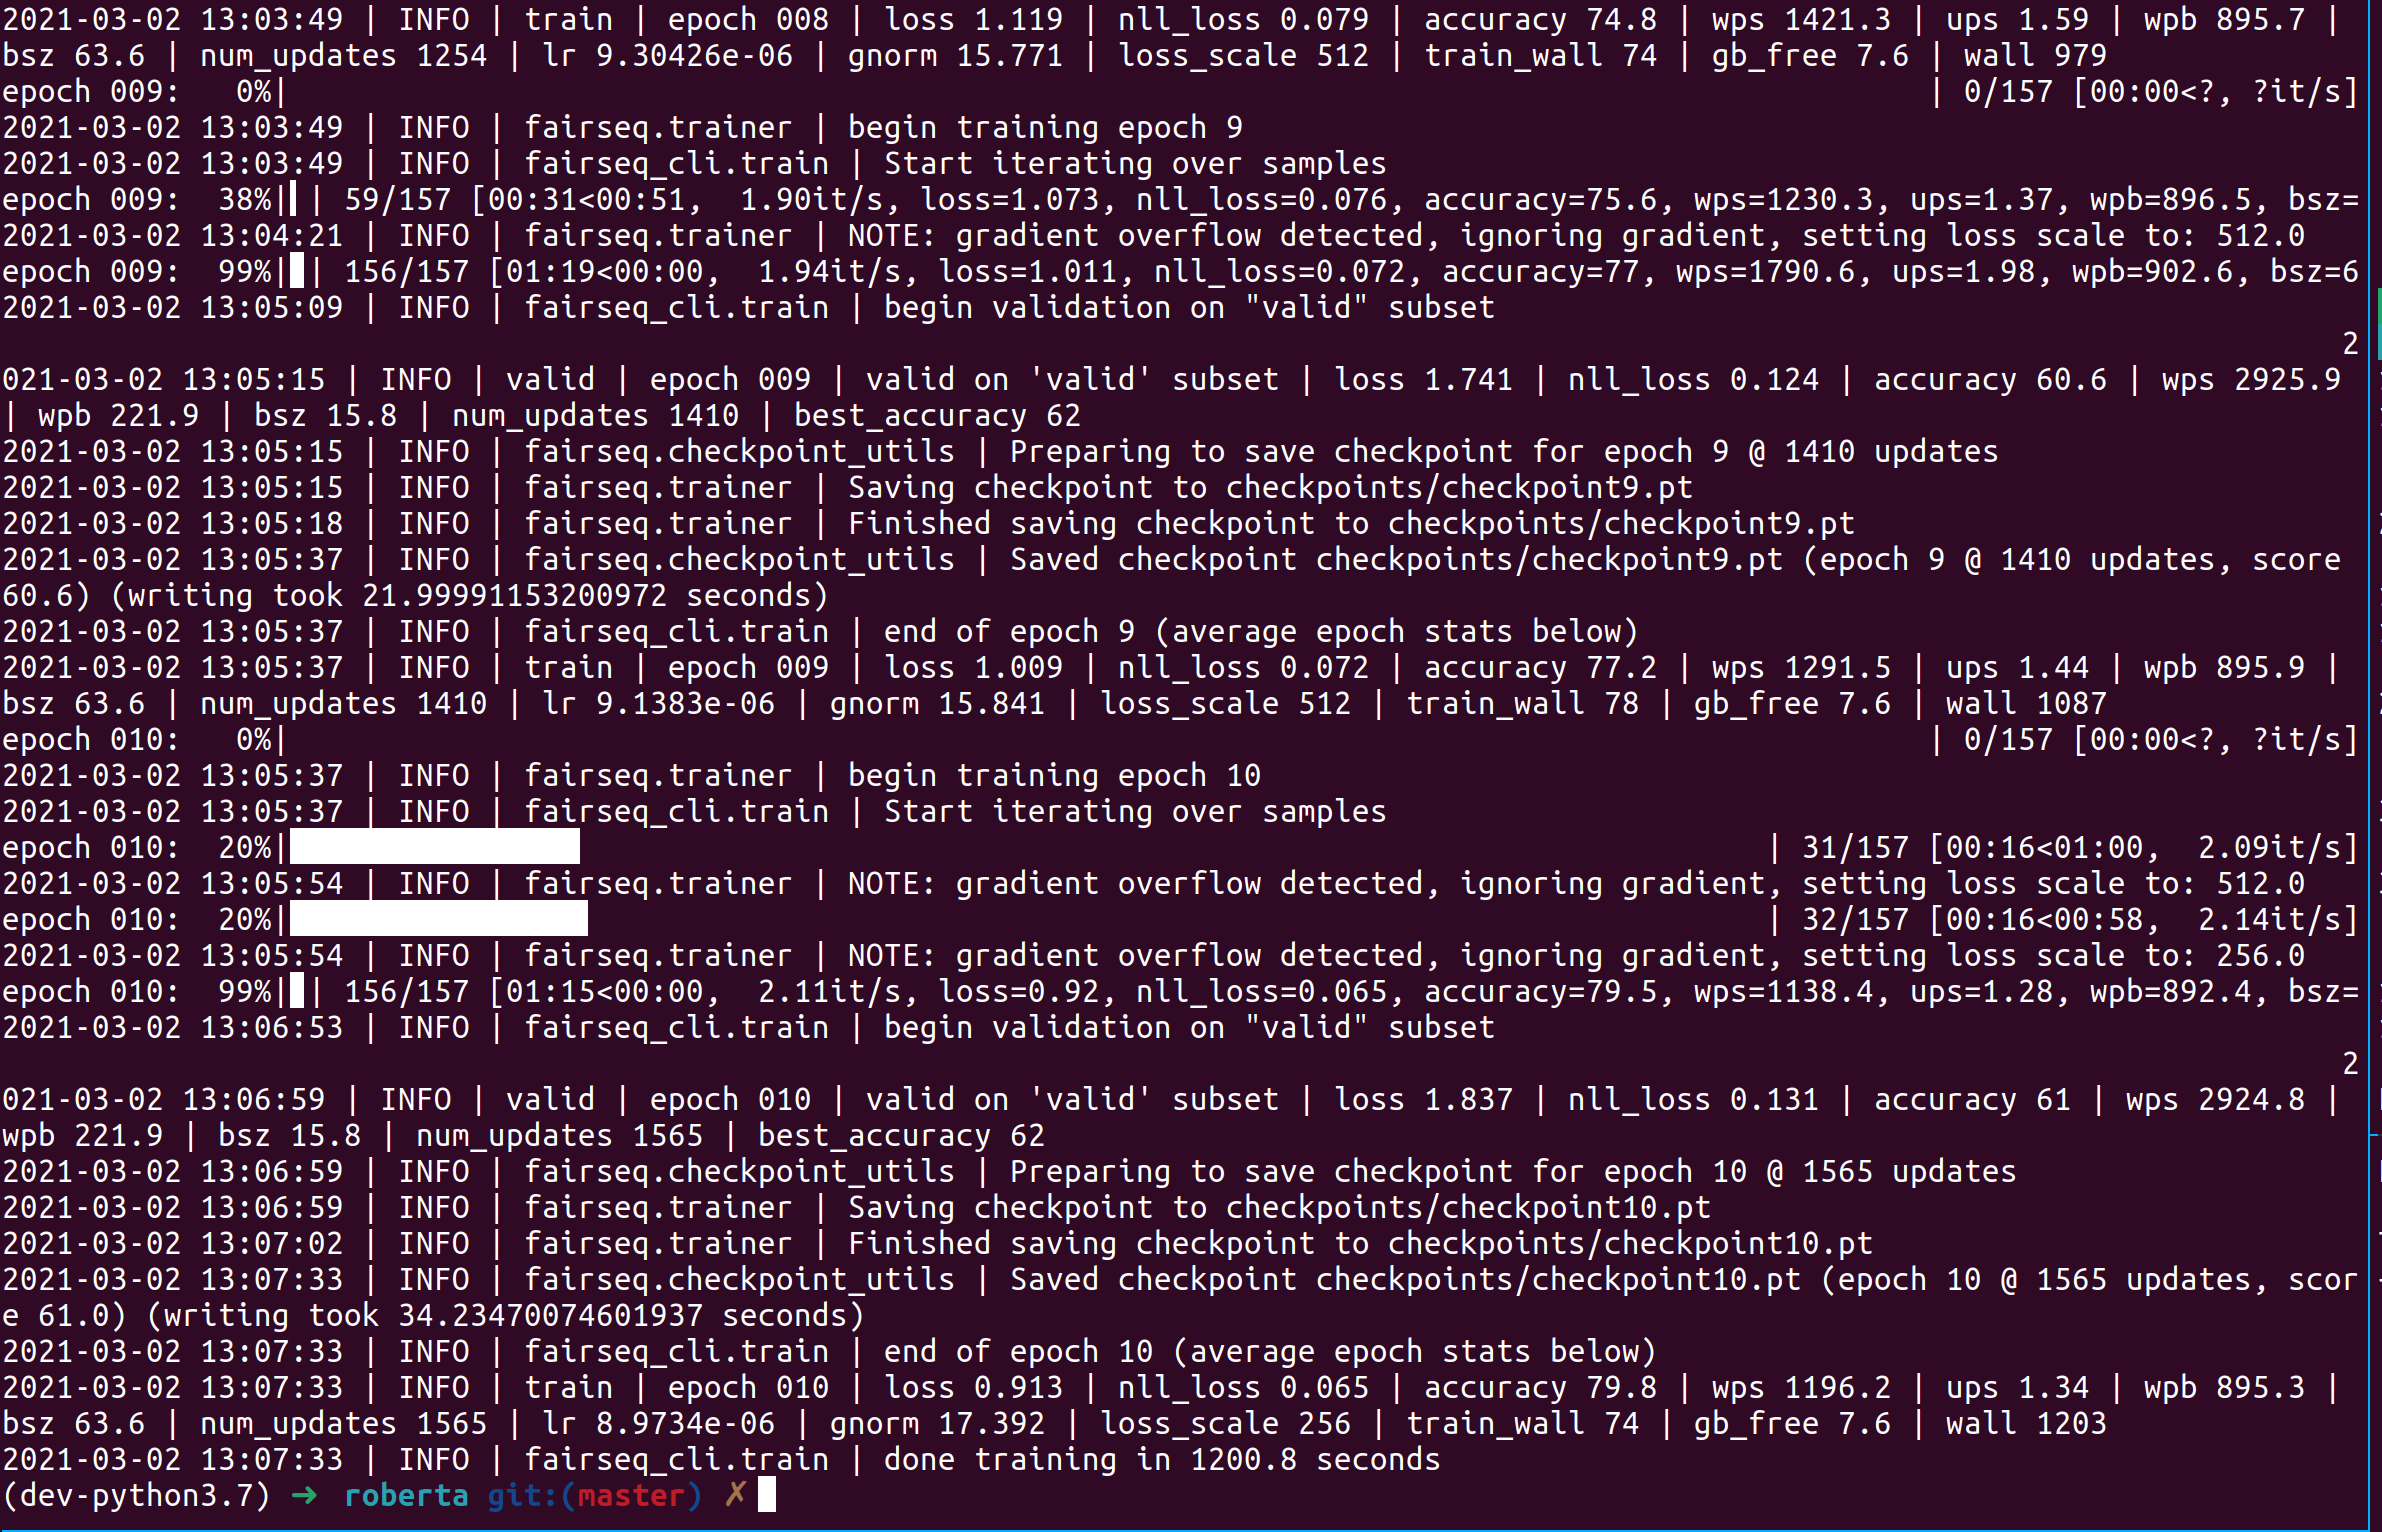 2021-03-02 13:03:49 | INFO | train | epoch 008 | loss 1.119 | nll_loss 0.079 | accuracy 74.8 | wps 1421.3 | ups 1.59 | wpb 895.7 |
bsz 63.6 | num_updates 1254 | lr 9.30426e-06 | gnorm 15.771 | loss_scale 512 | train_wall 74 | gb_free 7.6 | wall 979
epoch 009:   0%| | 0/157 [00:00<?, ?it/s]
2021-03-02 13:03:49 | INFO | fairseq.trainer | begin training epoch 9
2021-03-02 13:03:49 | INFO | fairseq_cli.train | Start iterating over samples
epoch 009:  38%| | 59/157 [00:31<00:51,  1.90it/s, loss=1.073, nll_loss=0.076, accuracy=75.6, wps=1230.3, ups=1.37, wpb=896.5, bsz=
2021-03-02 13:04:21 | INFO | fairseq.trainer | NOTE: gradient overflow detected, ignoring gradient, setting loss scale to: 512.0
epoch 009:  99%| | 156/157 [01:19<00:00,  1.94it/s, loss=1.011, nll_loss=0.072, accuracy=77, wps=1790.6, ups=1.98, wpb=902.6, bsz=6
2021-03-02 13:05:09 | INFO | fairseq_cli.train | begin validation on "valid" subset
2
021-03-02 13:05:15 | INFO | valid | epoch 009 | valid on 'valid' subset | loss 1.741 | nll_loss 0.124 | accuracy 60.6 | wps 2925.9
| wpb 221.9 | bsz 15.8 | num_updates 1410 | best_accuracy 62
2021-03-02 13:05:15 | INFO | fairseq.checkpoint_utils | Preparing to save checkpoint for epoch 9 @ 1410 updates
2021-03-02 13:05:15 | INFO | fairseq.trainer | Saving checkpoint to checkpoints/checkpoint9.pt
2021-03-02 13:05:18 | INFO | fairseq.trainer | Finished saving checkpoint to checkpoints/checkpoint9.pt
2021-03-02 13:05:37 | INFO | fairseq.checkpoint_utils | Saved checkpoint checkpoints/checkpoint9.pt (epoch 9 @ 1410 updates, score
60.6) (writing took 21.99991153200972 seconds)
2021-03-02 13:05:37 | INFO | fairseq_cli.train | end of epoch 9 (average epoch stats below)
2021-03-02 13:05:37 | INFO | train | epoch 009 | loss 1.009 | nll_loss 0.072 | accuracy 77.2 | wps 1291.5 | ups 1.44 | wpb 895.9 |
bsz 63.6 | num_updates 1410 | lr 9.1383e-06 | gnorm 15.841 | loss_scale 512 | train_wall 78 | gb_free 7.6 | wall 1087
epoch 010:   0%| | 0/157 [00:00<?, ?it/s]
2021-03-02 13:05:37 | INFO | fairseq.trainer | begin training epoch 10
2021-03-02 13:05:37 | INFO | fairseq_cli.train | Start iterating over samples
epoch 010:  20%| | 31/157 [00:16<01:00,  2.09it/s]
2021-03-02 13:05:54 | INFO | fairseq.trainer | NOTE: gradient overflow detected, ignoring gradient, setting loss scale to: 512.0
epoch 010:  20%| | 32/157 [00:16<00:58,  2.14it/s]
2021-03-02 13:05:54 | INFO | fairseq.trainer | NOTE: gradient overflow detected, ignoring gradient, setting loss scale to: 256.0
epoch 010:  99%| | 156/157 [01:15<00:00,  2.11it/s, loss=0.92, nll_loss=0.065, accuracy=79.5, wps=1138.4, ups=1.28, wpb=892.4, bsz=
2021-03-02 13:06:53 | INFO | fairseq_cli.train | begin validation on "valid" subset
2
021-03-02 13:06:59 | INFO | valid | epoch 010 | valid on 'valid' subset | loss 1.837 | nll_loss 0.131 | accuracy 61 | wps 2924.8 |
wpb 221.9 | bsz 15.8 | num_updates 1565 | best_accuracy 62
2021-03-02 13:06:59 | INFO | fairseq.checkpoint_utils | Preparing to save checkpoint for epoch 10 @ 1565 updates
2021-03-02 13:06:59 | INFO | fairseq.trainer | Saving checkpoint to checkpoints/checkpoint10.pt
2021-03-02 13:07:02 | INFO | fairseq.trainer | Finished saving checkpoint to checkpoints/checkpoint10.pt
2021-03-02 13:07:33 | INFO | fairseq.checkpoint_utils | Saved checkpoint checkpoints/checkpoint10.pt (epoch 10 @ 1565 updates, scor
e 61.0) (writing took 34.23470074601937 seconds)
2021-03-02 13:07:33 | INFO | fairseq_cli.train | end of epoch 10 (average epoch stats below)
2021-03-02 13:07:33 | INFO | train | epoch 010 | loss 0.913 | nll_loss 0.065 | accuracy 79.8 | wps 1196.2 | ups 1.34 | wpb 895.3 |
bsz 63.6 | num_updates 1565 | lr 8.9734e-06 | gnorm 17.392 | loss_scale 256 | train_wall 74 | gb_free 7.6 | wall 1203
2021-03-02 13:07:33 | INFO | fairseq_cli.train | done training in 1200.8 seconds
(dev-python3.7) ➜ roberta git:(master) ✗